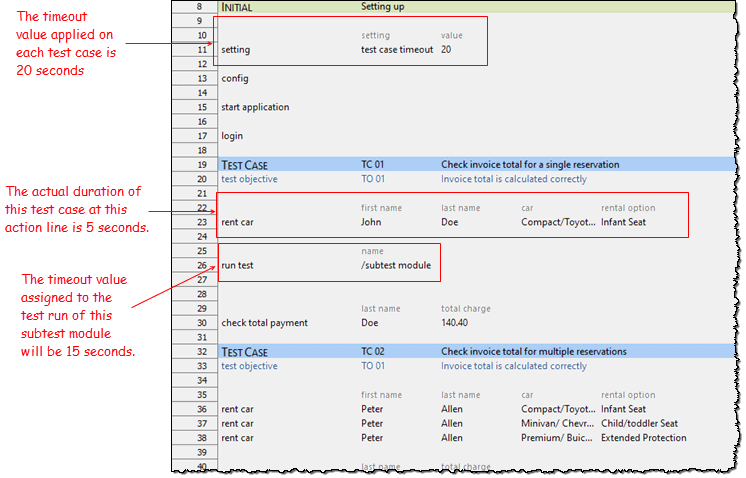 The timeout
value applied on
each test case is
20 seconds
The actual duration of
this test case at this
action line is 5 seconds.
The timeout value
assigned to the
test run of this
subtest module
will be 15 seconds.
8 INITIAL Setting up
9
10 setting value
11 setting test case timeout 20
12
13 config
14
15 start application
16
17 login
18
19 TEST CASE TC 01 Check invoice total for a single reservation
20 test objective TO 01 Invoice total is calculated correctly
21
22 first name last name car rental option
23 rent car John Doe Compact/Toyot... Infant Seat
24
25 name
26 run test /subtest module
27
28
29 last name total charge
30 check total payment Doe 140.40
31
32 TEST CASE TC 02 Check invoice total for multiple reservations
33 test objective TO 01 Invoice total is calculated correctly
34
35 first name last name car rental option
36 rent car Peter Allen Compact/Toyot... Infant Seat
37 rent car Peter Allen Minivan/ Chevr... Child/toddler Seat
38 rent car Peter Allen Premium/ Buic... Extended Protection
39
40 last name total charge